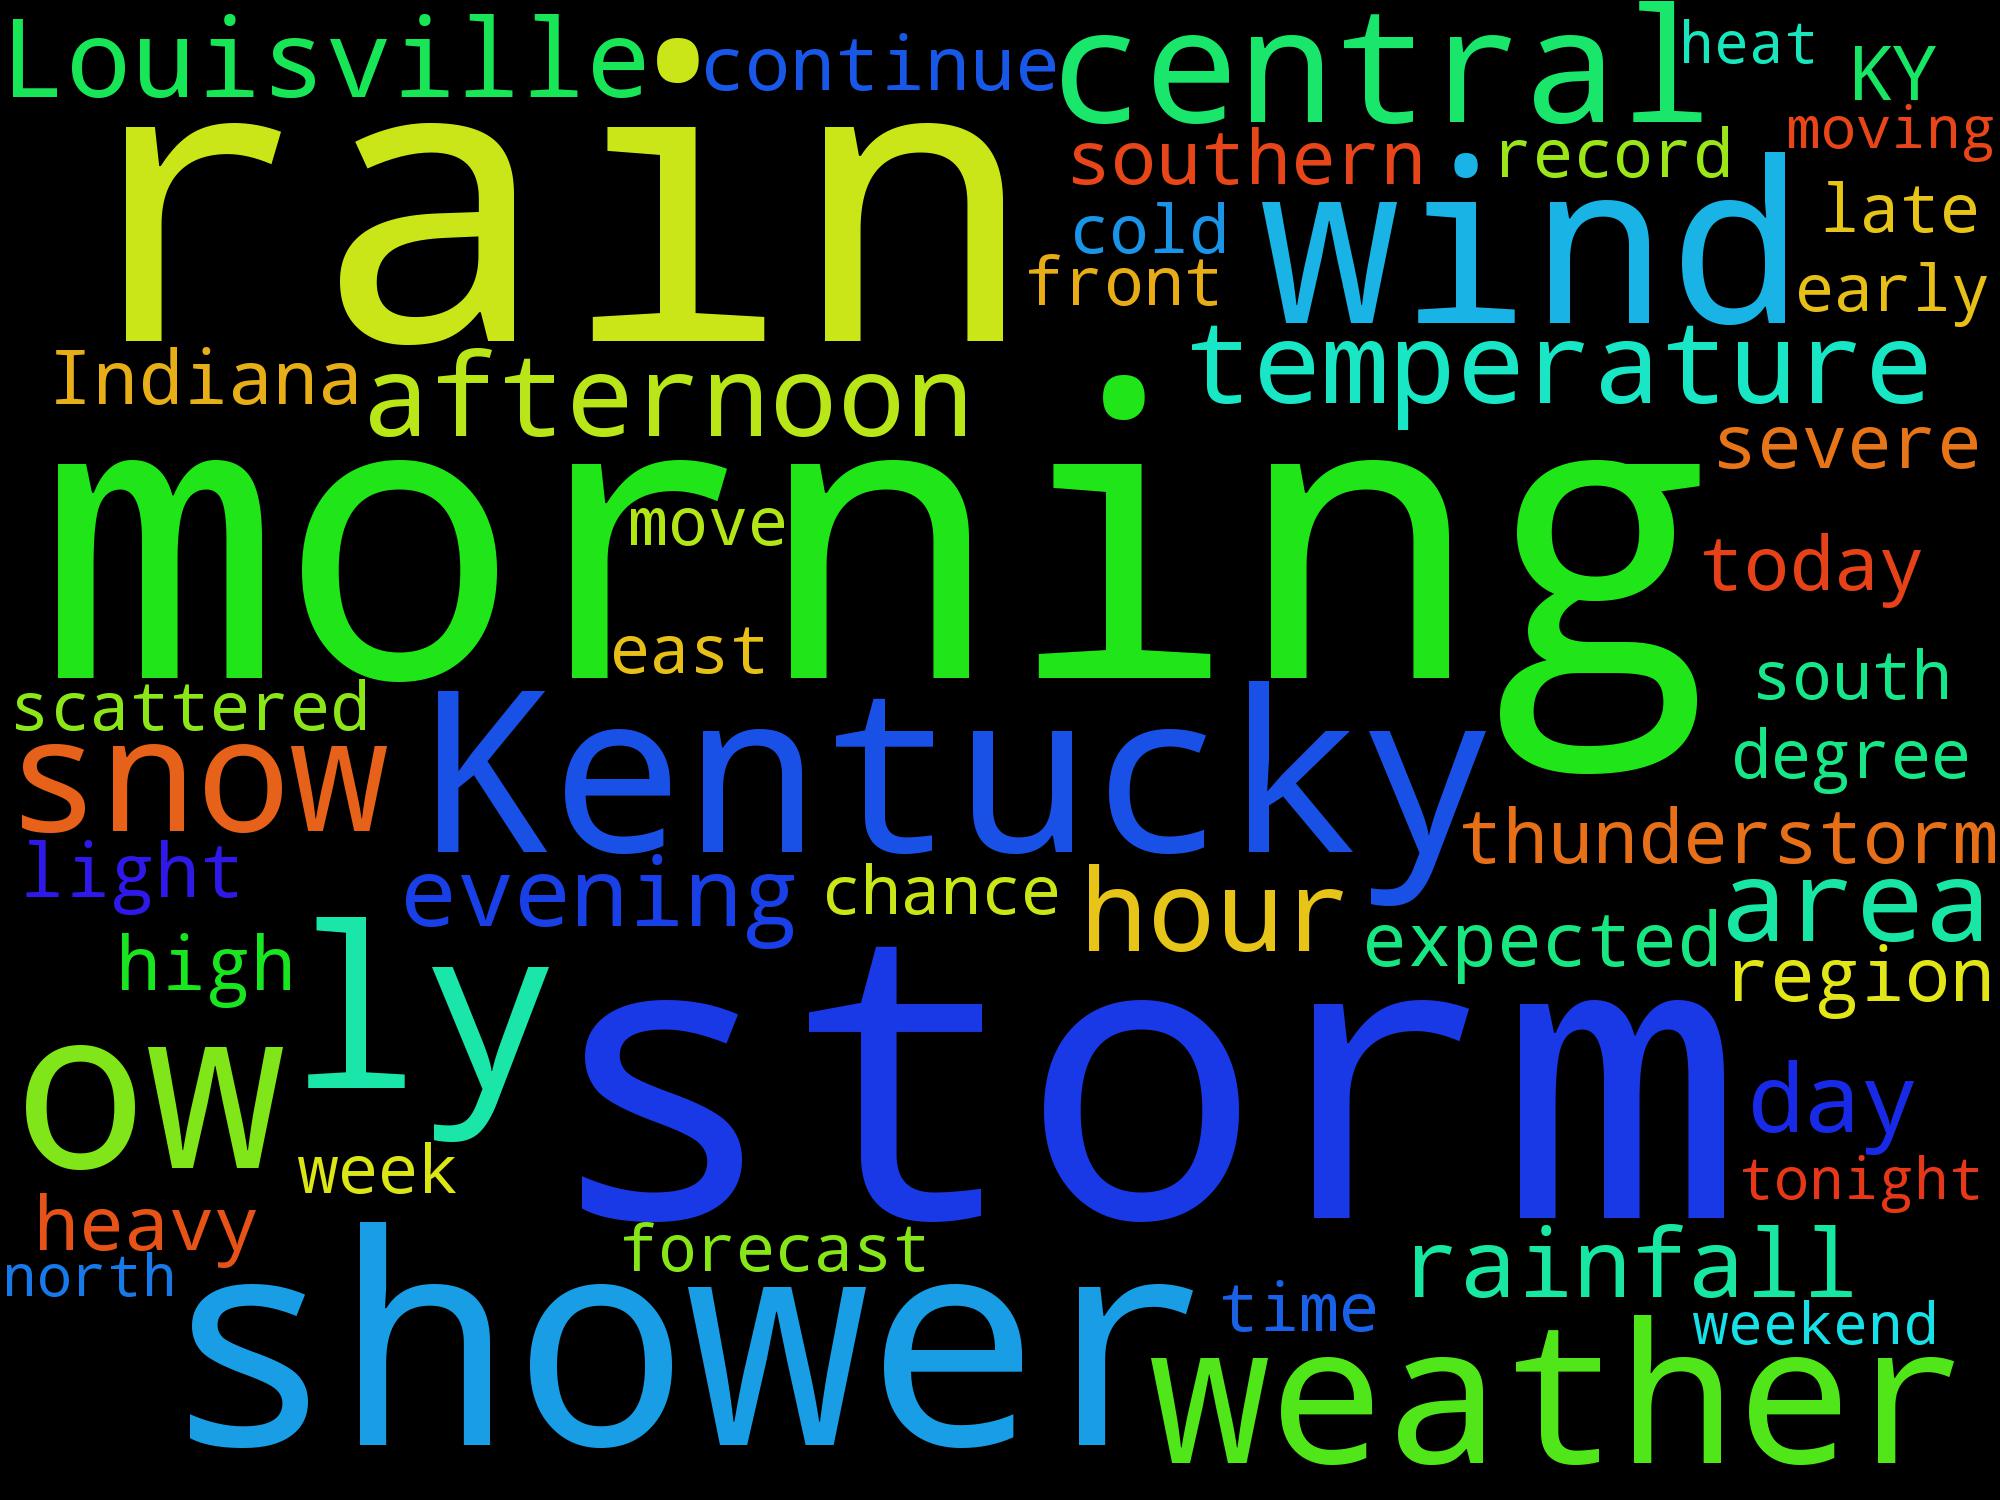 Louisville continue central heat KY
rain southern record moving
cold wind late
front early
Indiana afternoon temperature
severe
morning
move today
east south
scattered degree
snow Kentucky thunderstorm
light evening chance hour area
high expected region
ly storm
ow day
week tonight
heavy forecast rainfall
north shower time weekend
weather